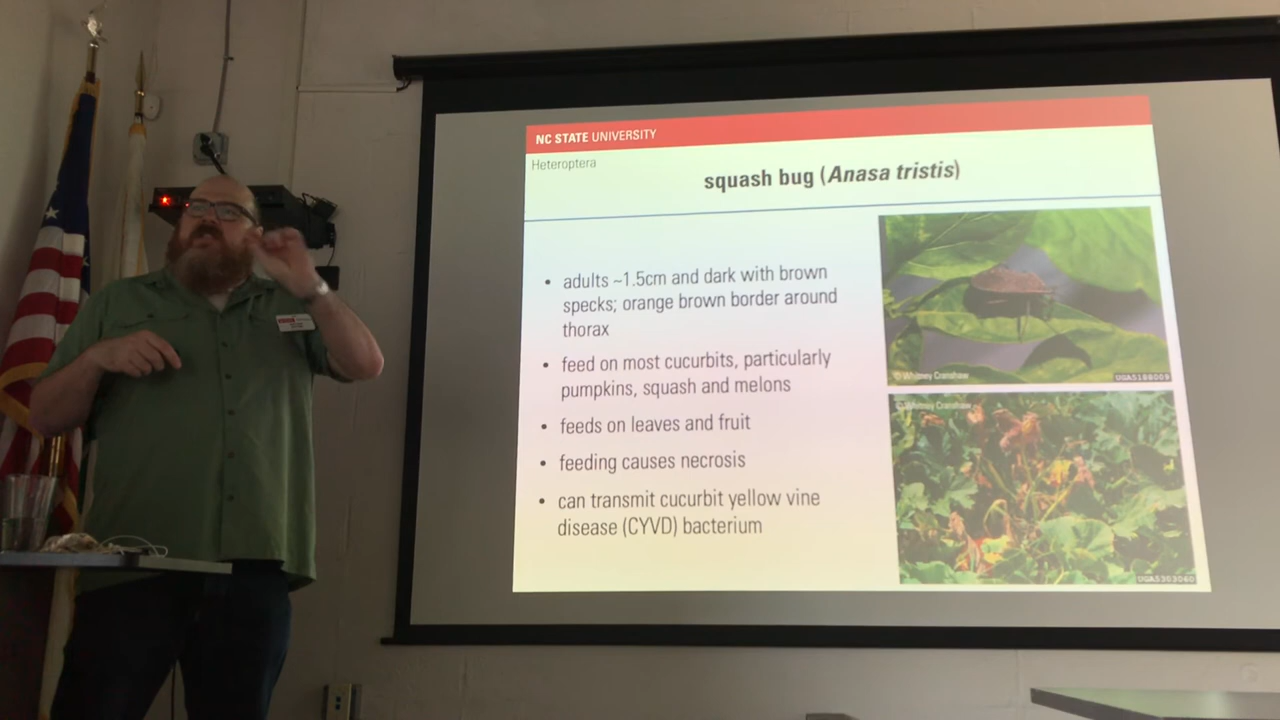 NC STATE UNIVERSITY
Heteroptera
squash bug (Anasa tristis)
• adults ~1.5cm and dark with brown
specks; orange brown border around
thorax
• feed on most cucurbits, particularly
pumpkins, squash and melons
• feeds on leaves and fruit
• feeding causes necrosis
• can transmit cucurbit yellow vine
disease (CYVD) bacterium
© Whitney Cranshaw
UGA5188009
© Whitney Cranshaw
UGA5363060